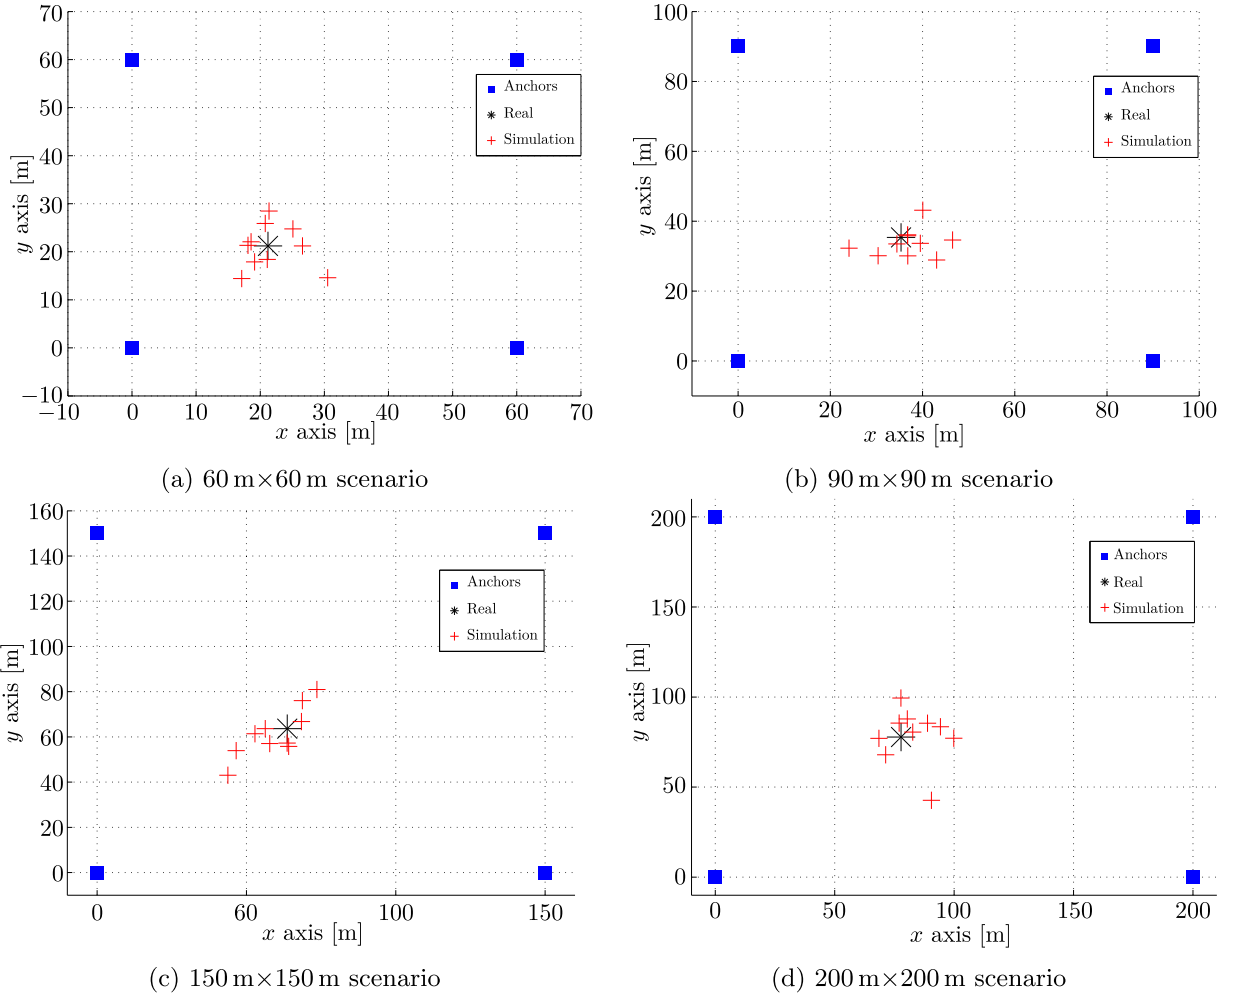 70
60
50
40
30
20
10
0
−10
y axis [m]
−10 0 10 20 30 40 50 60 70
x axis [m]
Anchors
Real
Simulation
(a) 60 m×60 m scenario
100
80
60
40
20
0
y axis [m]
0 20 40 60 80 100
x axis [m]
Anchors
Real
Simulation
(b) 90 m×90 m scenario
160
140
120
100
80
60
40
20
0
y axis [m]
0 60 100 150
x axis [m]
Anchors
Real
Simulation
(c) 150 m×150 m scenario
200
150
100
50
0
y axis [m]
0 50 100 150 200
x axis [m]
Anchors
Real
Simulation
(d) 200 m×200 m scenario